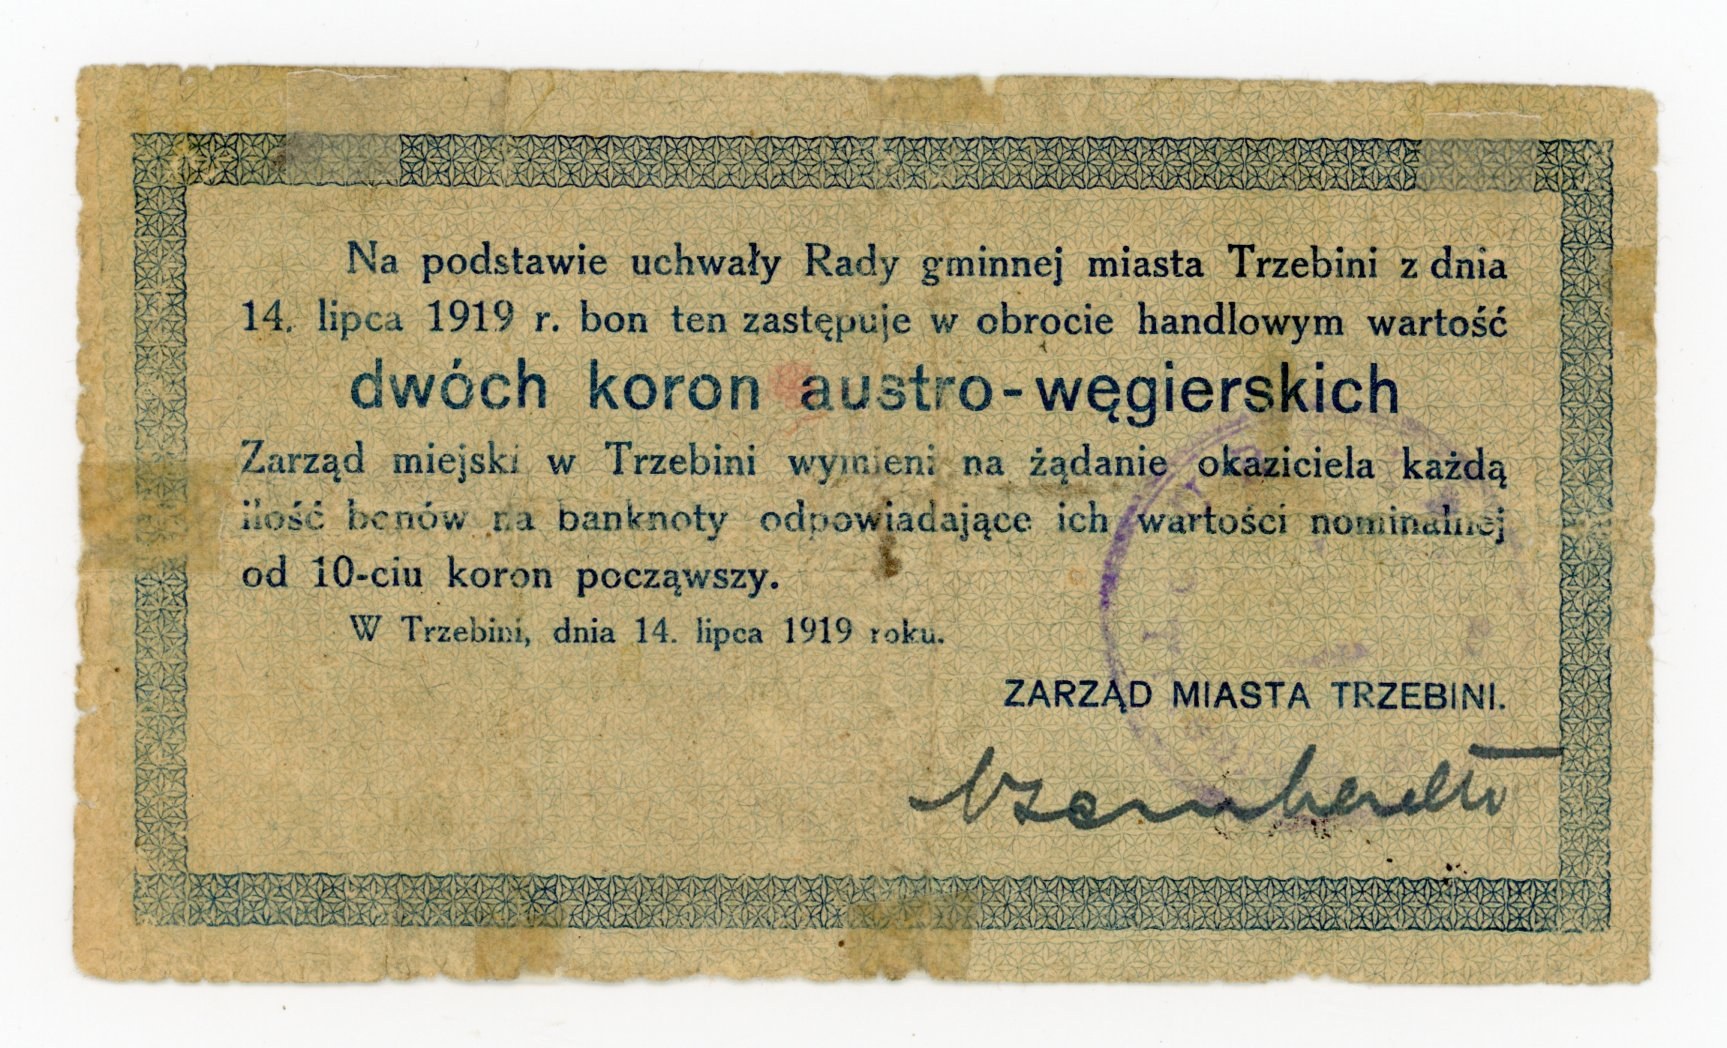 Na podstawie uchwały Rady gminnej miasta Trzebini z dnia
14. lipca 1919 r. bon ten zastępuje w obrocie handlowym wartość
dwóch koron austro-węgierskich
Zarząd miejski w Trzebini wymieni na żądanie okaziciela każdą
ilość bonów na banknoty odpowiadające ich wartości nominalnej
od 10-ciu koron począwszy.
W Trzebini, dnia 14. lipca 1919 roku.
ZARZĄD MIASTA TRZEBINI.